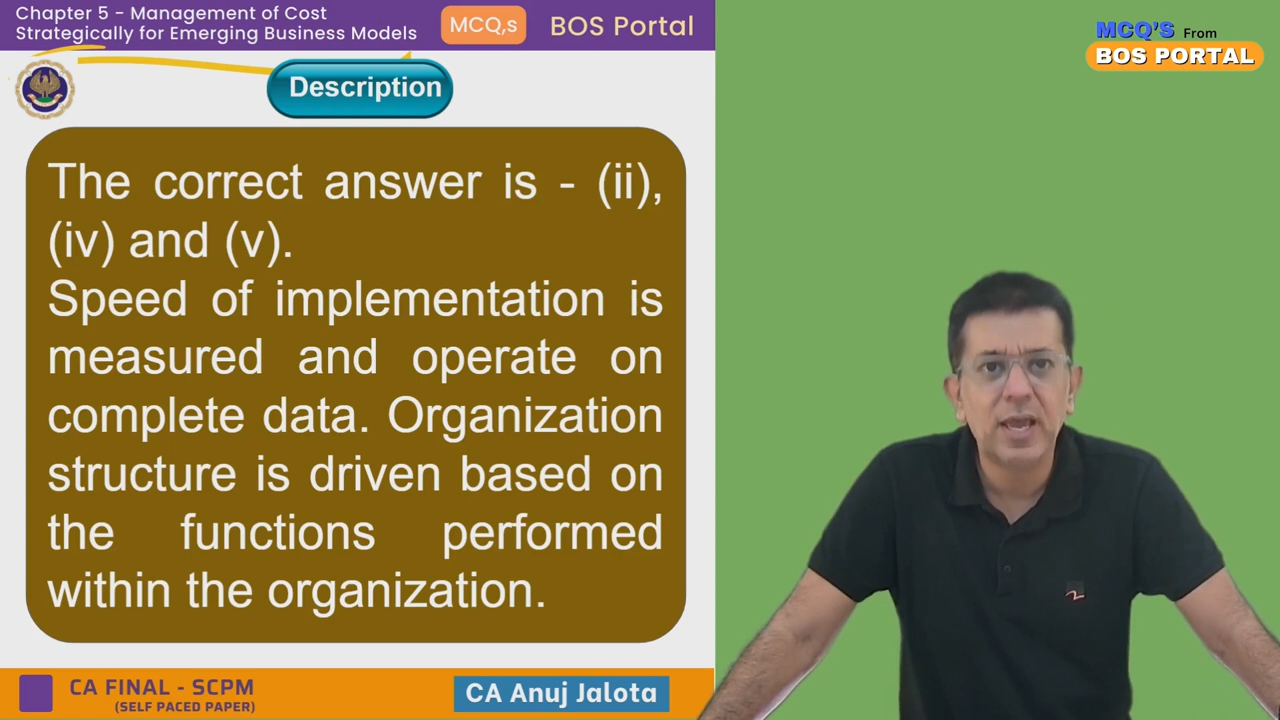 Chapter 5 - Management of Cost
Strategically for Emerging Business Models
MCQ,s
BOS Portal
MCQ'S From
BOS PORTAL
Description
The correct answer is - (ii),
(iv) and (v).
Speed of implementation is
measured and operate on
complete data. Organization
structure is driven based on
the functions performed
within the organization.
CA FINAL - SCPM
(SELF PACED PAPER)
CA Anuj Jalota